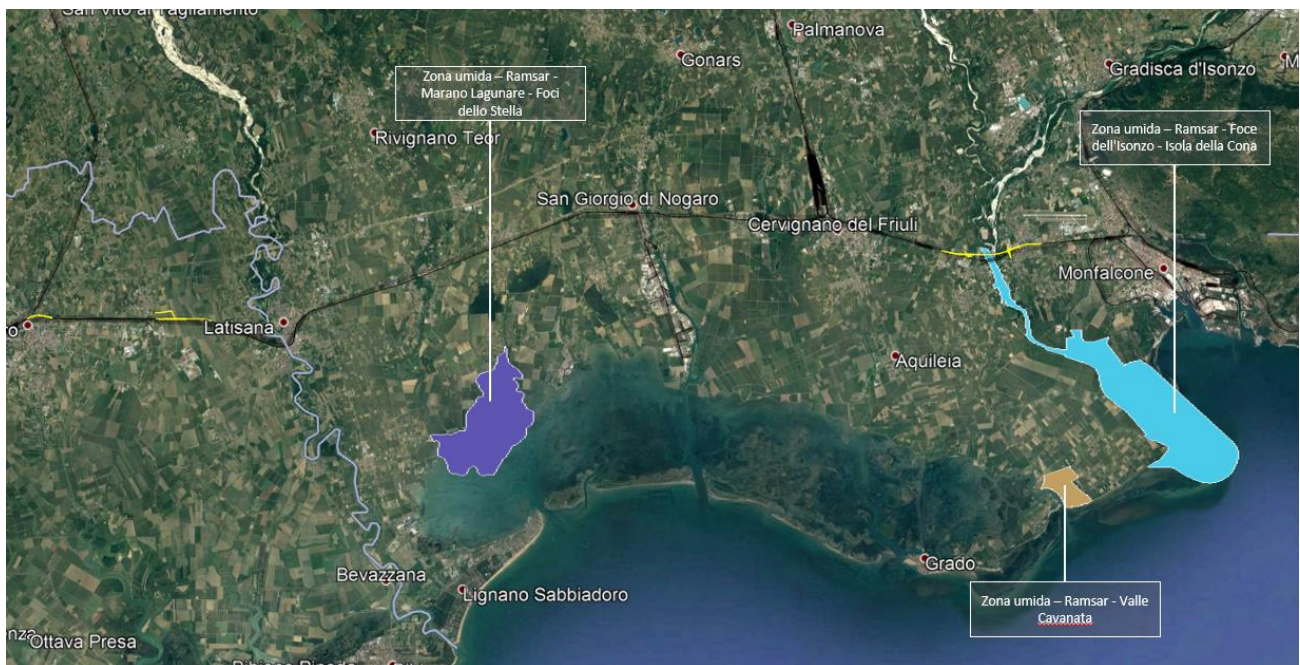 San Vito al Tagliamento
Palmanova
Gonars
Gradisca d'Isonzo
M
Zona umida – Ramsar -
Marano Lagunare - Foci
dello Stella
Rivignano Teor
Zona umida – Ramsar - Foce
dell'Isonzo - Isola della Cona
San Giorgio di Nogaro
Cervignano del Friuli
Monfalcone
ro
Latisana
Aquileia
Grado
Bevazzana
Lignano Sabbiadoro
Zona umida – Ramsar - Valle
Cavanata
nza
Ottava Presa